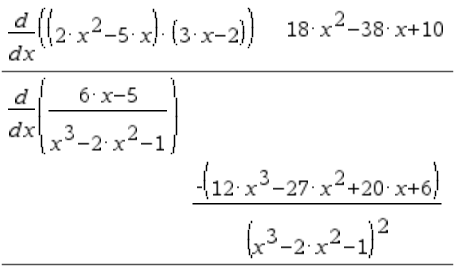 d/dx((2·x²-5·x)·(3·x-2)) 18·x²-38·x+10
d/dx((6·x-5)/(x³-2·x²-1))
-(12·x³-27·x²+20·x+6)/(x³-2·x²-1)²